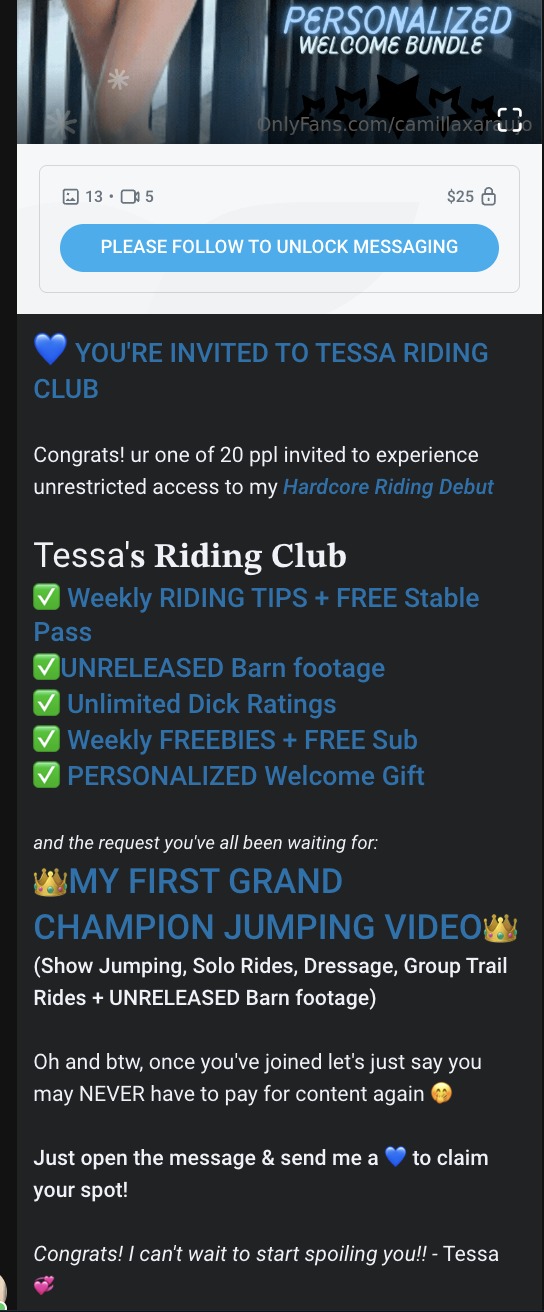 PERSONALIZED
WELCOME BUNDLE
OnlyFans.com/camillaxaraujo
13 • 5
$25
PLEASE FOLLOW TO UNLOCK MESSAGING
💙 YOU'RE INVITED TO TESSA RIDING
CLUB
Congrats! ur one of 20 ppl invited to experience
unrestricted access to my Hardcore Riding Debut
Tessa's Riding Club
✅ Weekly RIDING TIPS + FREE Stable
Pass
✅UNRELEASED Barn footage
✅ Unlimited Dick Ratings
✅ Weekly FREEBIES + FREE Sub
✅ PERSONALIZED Welcome Gift
and the request you've all been waiting for:
👑MY FIRST GRAND
CHAMPION JUMPING VIDEO👑
(Show Jumping, Solo Rides, Dressage, Group Trail
Rides + UNRELEASED Barn footage)
Oh and btw, once you've joined let's just say you
may NEVER have to pay for content again 🤭
Just open the message & send me a 💙 to claim
your spot!
Congrats! I can't wait to start spoiling you!! - Tessa
💞